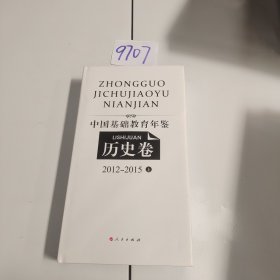 9707
ZHONGGUO
JICHUJIAOYU
NIANJIAN
中国基础教育年鉴
LISHIJUAN
历史卷
2012-2015 上
人民出版社